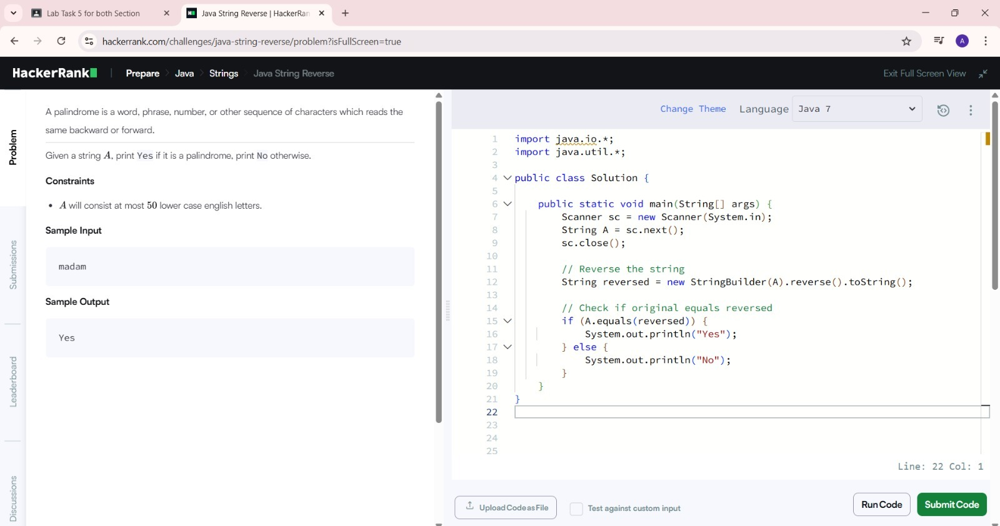 Lab Task 5 for both Section
Java String Reverse | HackerRan
hackerrank.com/challenges/java-string-reverse/problem?isFullScreen=true
A
HackerRank
Prepare
Java
Strings
Java String Reverse
Exit Full Screen View
Problem
Submissions
Leaderboard
Discussions
A palindrome is a word, phrase, number, or other sequence of characters which reads the
same backward or forward.
Given a string A, print Yes if it is a palindrome, print No otherwise.
Constraints
• A will consist at most 50 lower case english letters.
Sample Input
madam
Sample Output
Yes
Change Theme
Language
Java 7
1 import java.io.*;
2 import java.util.*;
3
4 public class Solution {
5
6     public static void main(String[] args) {
7         Scanner sc = new Scanner(System.in);
8         String A = sc.next();
9         sc.close();
10
11         // Reverse the string
12         String reversed = new StringBuilder(A).reverse().toString();
13
14         // Check if original equals reversed
15         if (A.equals(reversed)) {
16             System.out.println("Yes");
17         } else {
18             System.out.println("No");
19         }
20     }
21 }
22
23
24
25
Line: 22 Col: 1
Upload Code as File
Test against custom input
Run Code
Submit Code